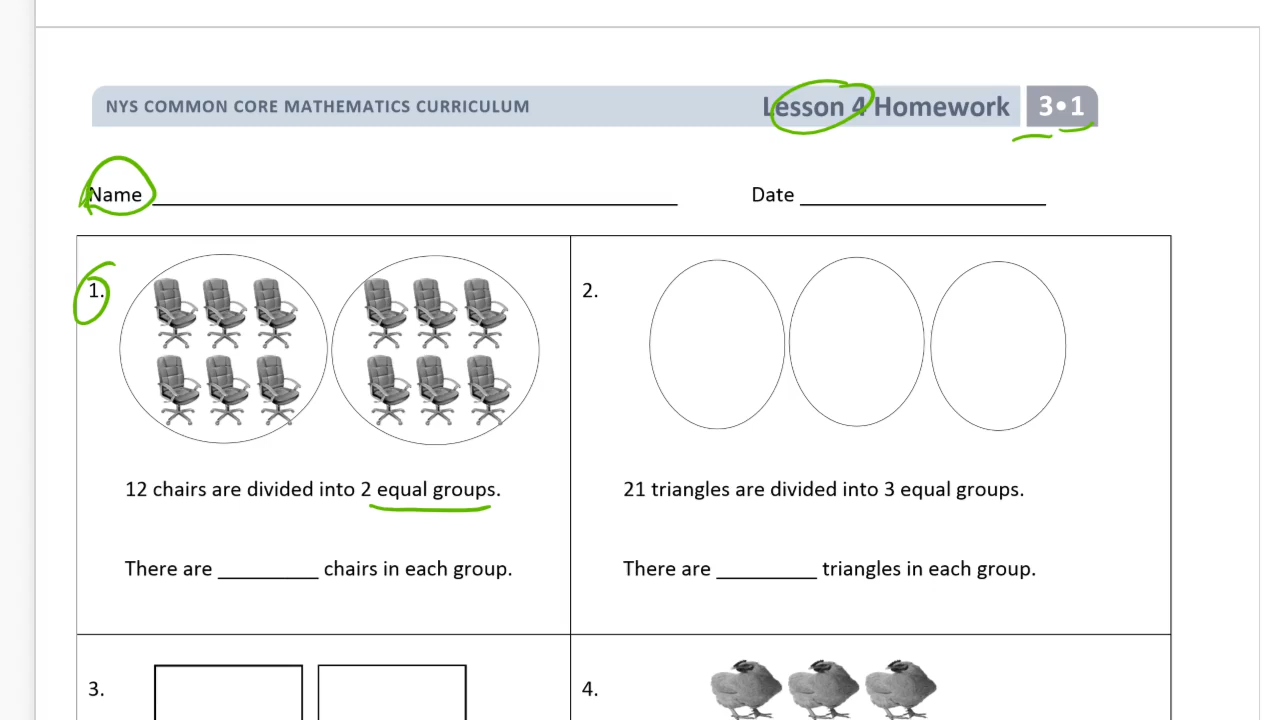 NYS COMMON CORE MATHEMATICS CURRICULUM
Lesson 4 Homework 3•1
Name Date
1.
12 chairs are divided into 2 equal groups.
There are _________ chairs in each group.
2.
21 triangles are divided into 3 equal groups.
There are _________ triangles in each group.
3.
4.